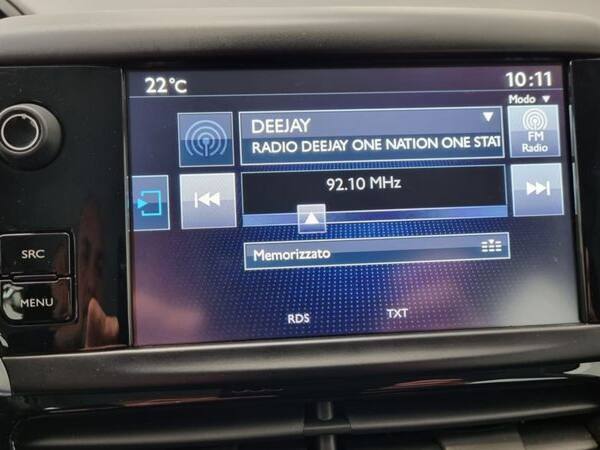 22°C
10:11
Modo
DEEJAY
RADIO DEEJAY ONE NATION ONE STAT
FM
Radio
92.10 MHz
Memorizzato
SRC
MENU
RDS
TXT